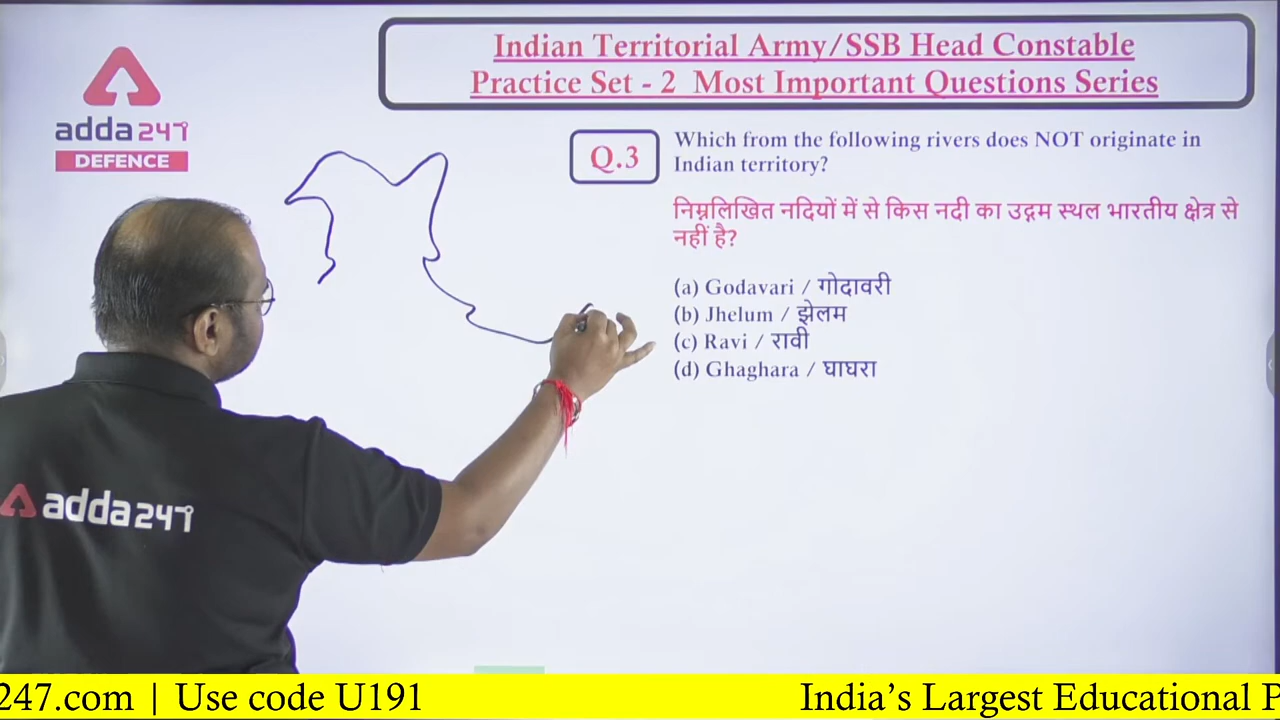 Indian Territorial Army/SSB Head Constable
Practice Set - 2 Most Important Questions Series
adda247
DEFENCE
Q.3
Which from the following rivers does NOT originate in
Indian territory?
निम्नलिखित नदियों में से किस नदी का उद्गम स्थल भारतीय क्षेत्र से
नहीं है?
(a) Godavari / गोदावरी
(b) Jhelum / झेलम
(c) Ravi / रावी
(d) Ghaghara / घाघरा
adda247
247.com | Use code U191
India's Largest Educational P